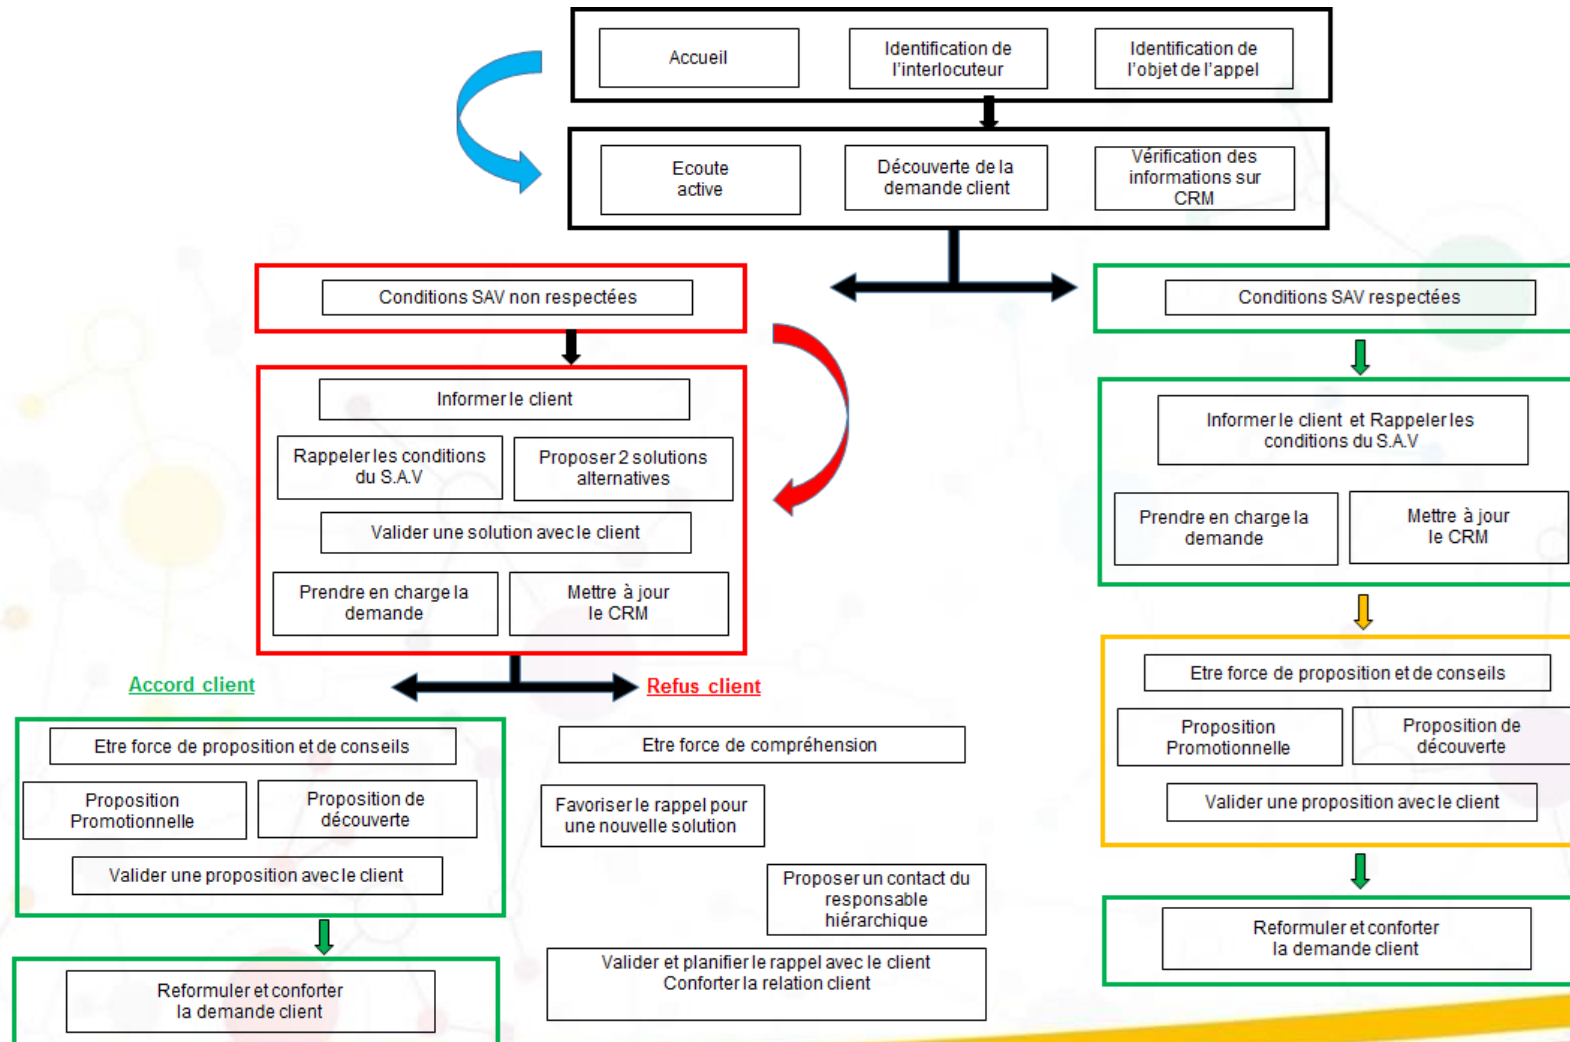 Accueil
Identification de
l'interlocuteur
Identification de
l'objet de l'appel
Ecoute
active
Découverte de la
demande client
Vérification des
informations sur
CRM
Conditions SAV non respectées
Conditions SAV respectées
Informer le client
Rappeler les conditions
du S.A.V
Proposer 2 solutions
alternatives
Valider une solution avec le client
Prendre en charge la
demande
Mettre à jour
le CRM
Informer le client et Rappeler les
conditions du S.A.V
Prendre en charge la
demande
Mettre à jour
le CRM
Accord client
Refus client
Etre force de proposition et de conseils
Proposition
Promotionnelle
Proposition de
découverte
Valider une proposition avec le client
Reformuler et conforter
la demande client
Etre force de compréhension
Favoriser le rappel pour
une nouvelle solution
Proposer un contact du
responsable
hiérarchique
Valider et planifier le rappel avec le client
Conforter la relation client
Etre force de proposition et de conseils
Proposition
Promotionnelle
Proposition de
découverte
Valider une proposition avec le client
Reformuler et conforter
la demande client